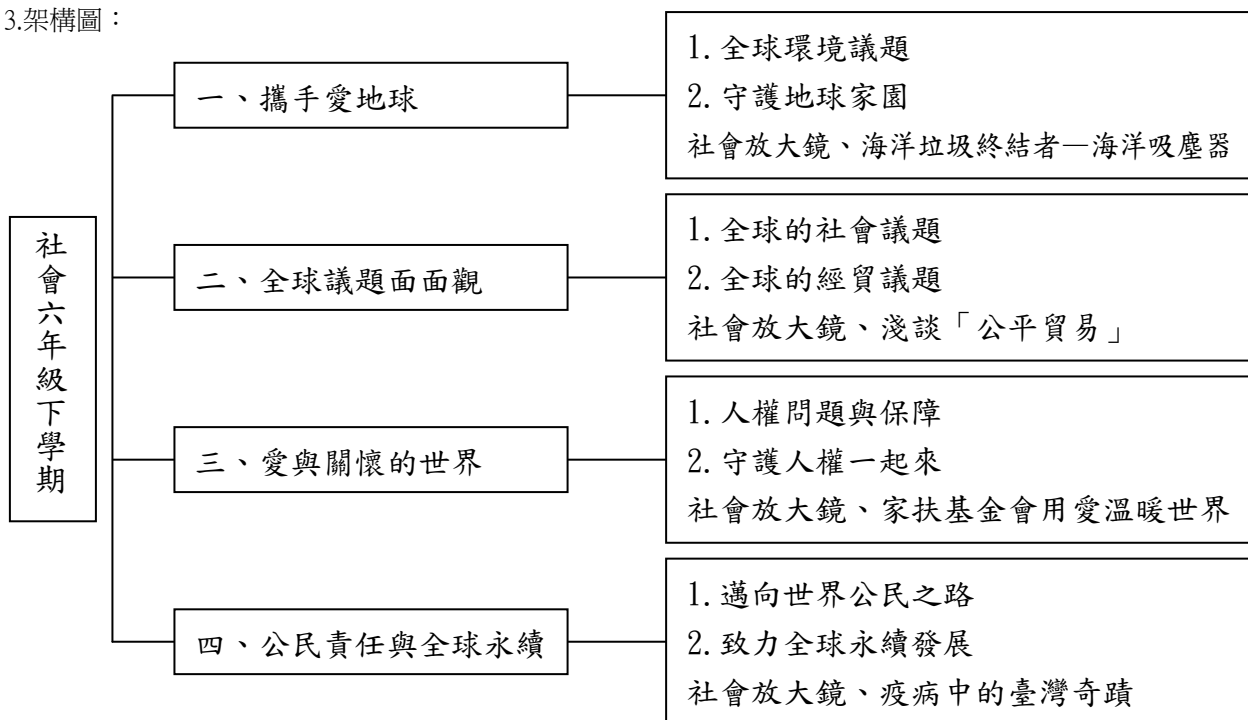 3.架構圖：
社會六年級下學期
一、攜手愛地球
1.全球環境議題
2.守護地球家園
社會放大鏡、海洋垃圾終結者—海洋吸塵器
二、全球議題面面觀
1.全球的社會議題
2.全球的經貿議題
社會放大鏡、淺談「公平貿易」
三、愛與關懷的世界
1.人權問題與保障
2.守護人權一起來
社會放大鏡、家扶基金會用愛溫暖世界
四、公民責任與全球永續
1.邁向世界公民之路
2.致力全球永續發展
社會放大鏡、疫病中的臺灣奇蹟